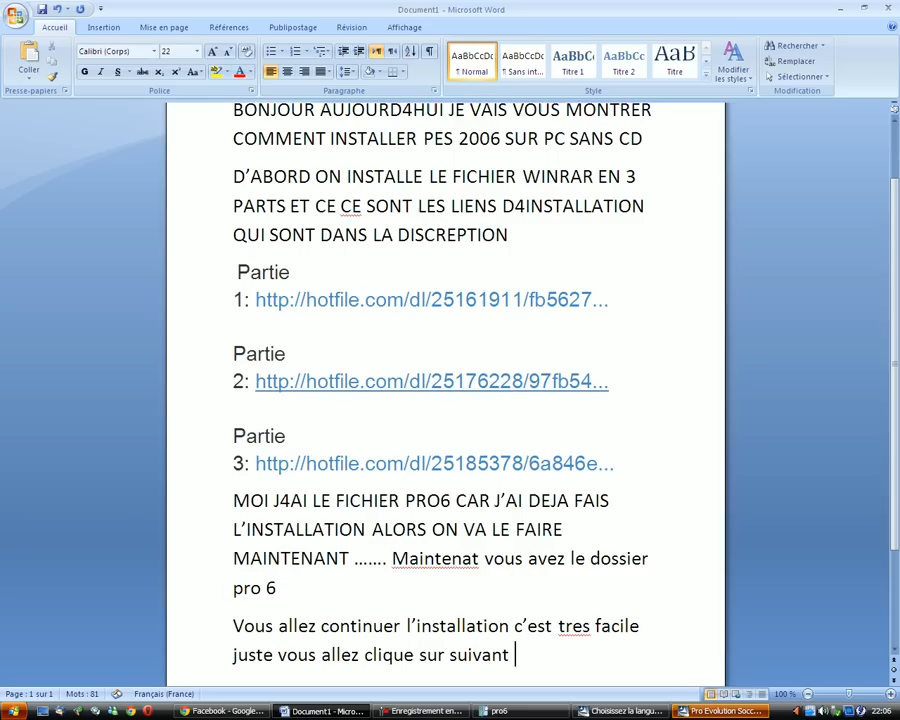 Document1 - Microsoft Word
Accueil Insertion Mise en page Références Publipostage Révision Affichage
Coller
Calibri (Corps) 22
AaBbCcDc AaBbCcDc AaBbCc AaBbCc AaB
¶ Normal ¶ Sans int... Titre 1 Titre 2 Titre
Modifier les styles
Rechercher
Remplacer
Sélectionner
Presse-papiers Police Paragraphe Style Modification
BONJOUR AUJOURD4HUI JE VAIS VOUS MONTRER
COMMENT INSTALLER PES 2006 SUR PC SANS CD
D’ABORD ON INSTALLE LE FICHIER WINRAR EN 3
PARTS ET CE CE SONT LES LIENS D4INSTALLATION
QUI SONT DANS LA DISCREPTION
Partie
1: http://hotfile.com/dl/25161911/fb5627...
Partie
2: http://hotfile.com/dl/25176228/97fb54...
Partie
3: http://hotfile.com/dl/25185378/6a846e...
MOI J4AI LE FICHIER PRO6 CAR J’AI DEJA FAIS
L’INSTALLATION ALORS ON VA LE FAIRE
MAINTENANT ....... Maintenat vous avez le dossier
pro 6
Vous allez continuer l’installation c’est tres facile
juste vous allez clique sur suivant
Page : 1 sur 1 Mots : 81 Français (France) 100 %
Facebook - Google... Document1 - Micro... Enregistrement en... pro6 Choisissez la langu... Pro Evolution Socc... 22:06